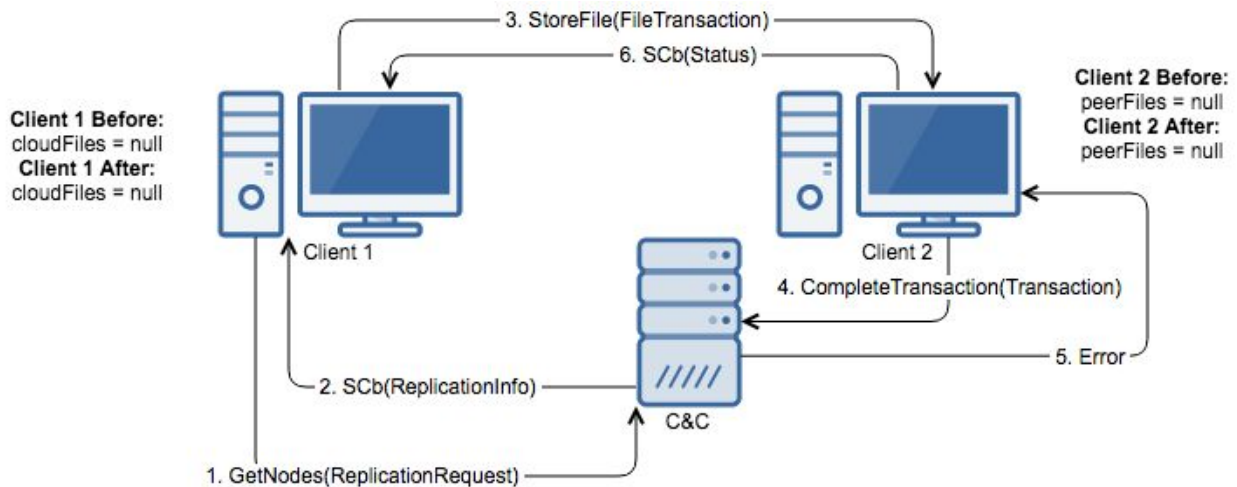 3. StoreFile(FileTransaction)
6. SCb(Status)
Client 1 Before:
cloudFiles = null
Client 1 After:
cloudFiles = null
Client 2 Before:
peerFiles = null
Client 2 After:
peerFiles = null
Client 1
Client 2
4. CompleteTransaction(Transaction)
5. Error
2. SCb(ReplicationInfo)
C&C
1. GetNodes(ReplicationRequest)